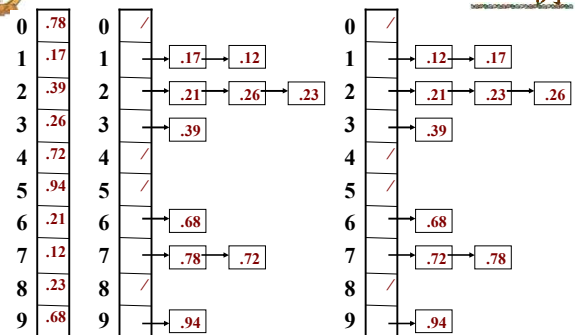 0 .78 0 / 0 /
1 .17 1 .17 .12 1 .12 .17
2 .39 2 .21 .26 .23 2 .21 .23 .26
3 .26 3 .39 3 .39
4 .72 4 / 4 /
5 .94 5 / 5 /
6 .21 6 .68 6 .68
7 .12 7 .78 .72 7 .72 .78
8 .23 8 / 8 /
9 .68 9 .94 9 .94